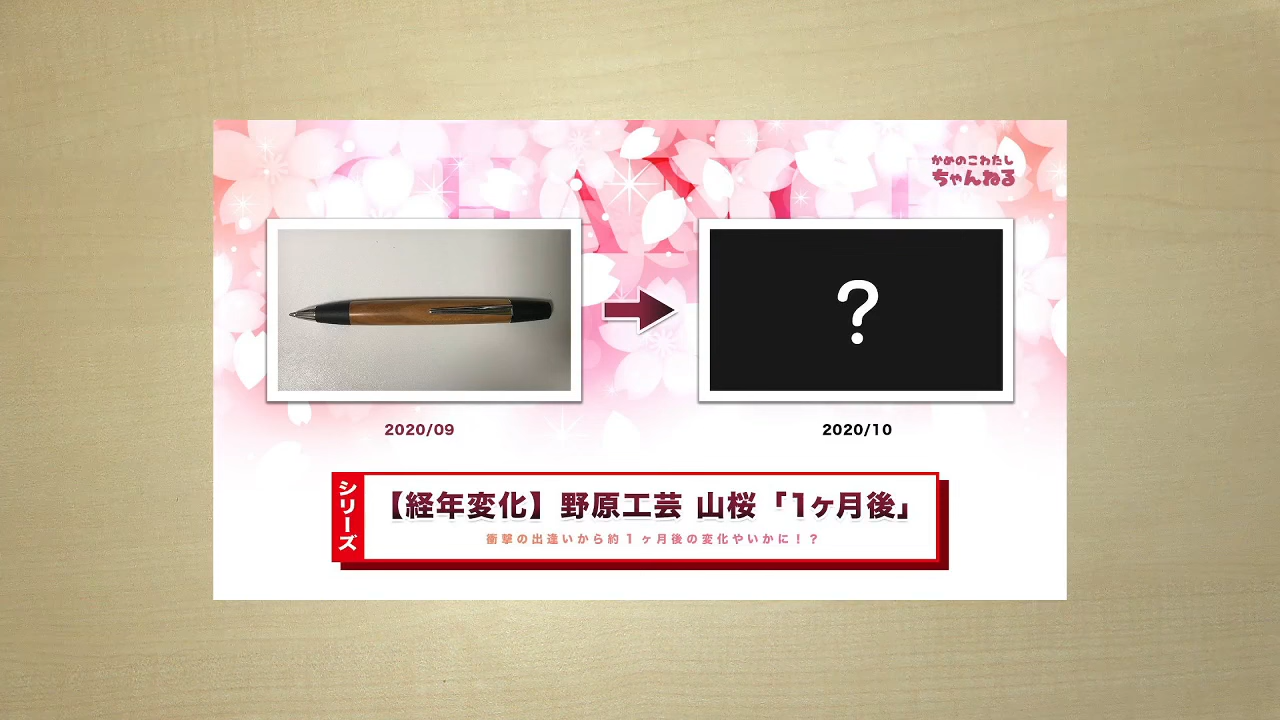 かめのこわたし
ちゃんねる
?
2020/09
2020/10
シリーズ
【経年変化】野原工芸 山桜「1ヶ月後」
衝撃の出逢いから約1ヶ月後の変化やいかに!?